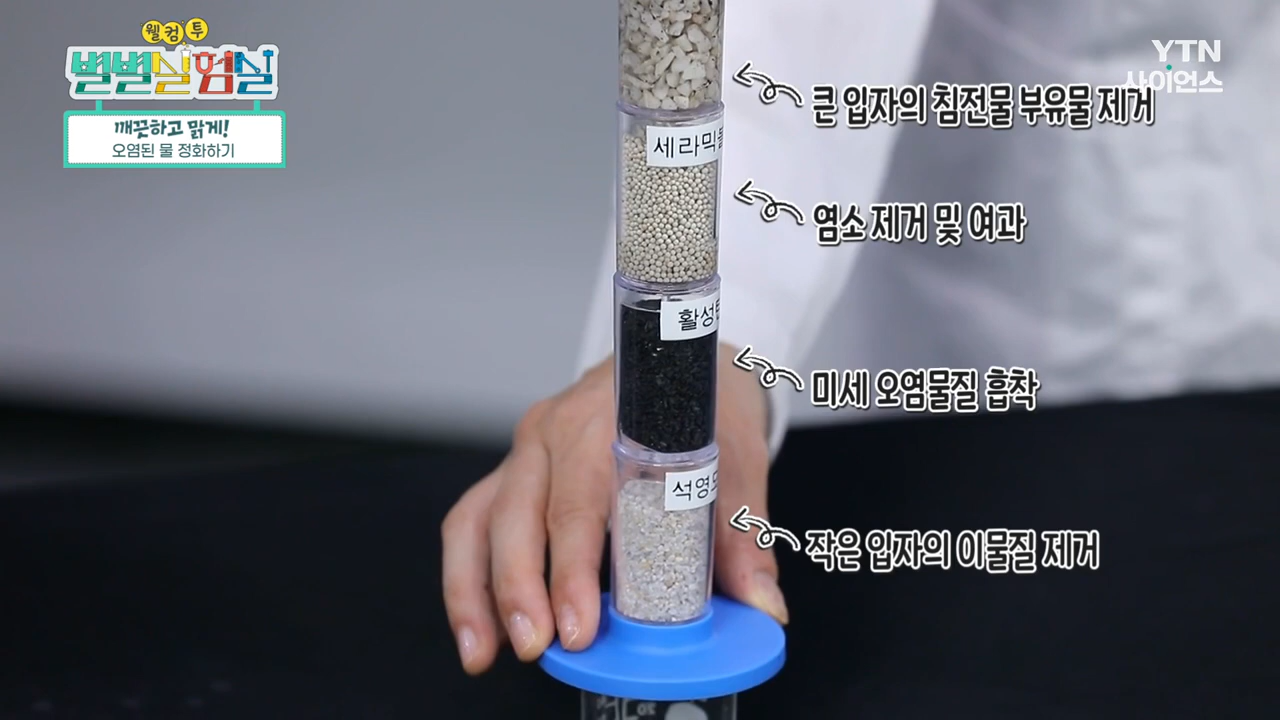 웰컴투
별별실험실
깨끗하고 맑게!
오염된 물 정화하기
YTN
사이언스
큰 입자의 침전물 부유물 제거
세라믹볼
염소 제거 및 여과
활성탄
미세 오염물질 흡착
석영모
작은 입자의 이물질 제거
20